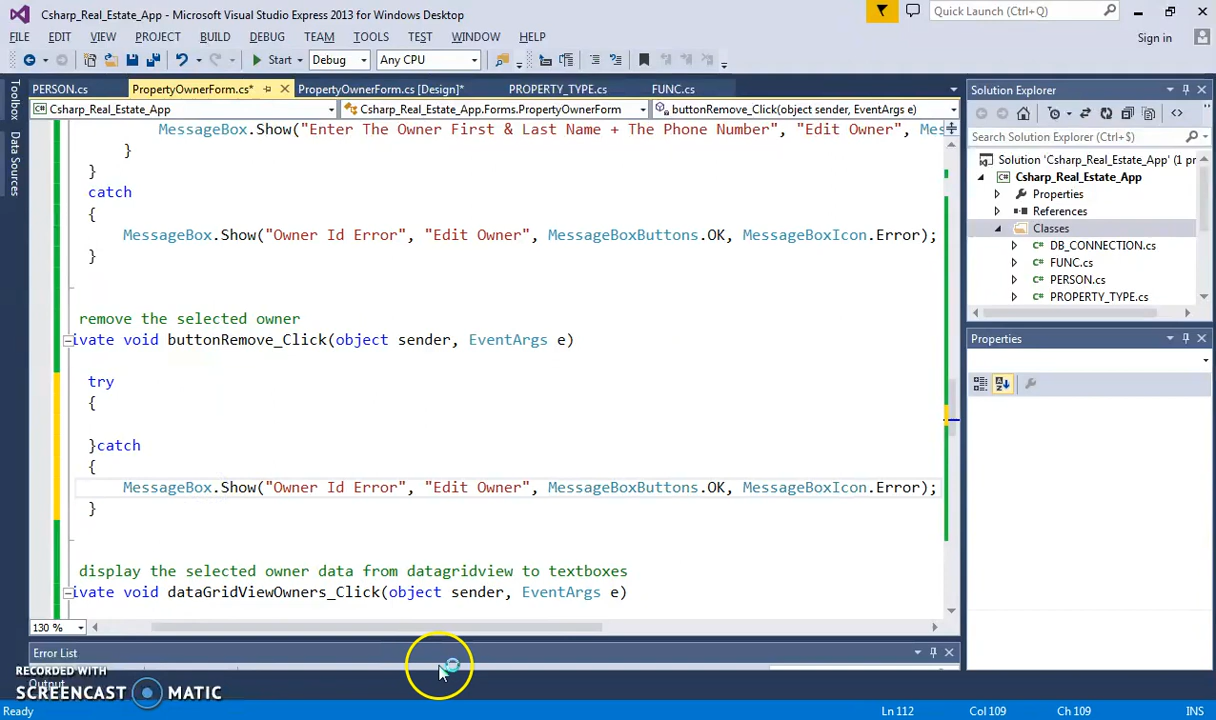 Csharp_Real_Estate_App - Microsoft Visual Studio Express 2013 for Windows Desktop
Quick Launch (Ctrl+Q)
FILE EDIT VIEW PROJECT BUILD DEBUG TEAM TOOLS TEST WINDOW HELP
Sign in
Start Debug Any CPU
Toolbox
Data Sources
PERSON.cs PropertyOwnerForm.cs* PropertyOwnerForm.cs [Design]* PROPERTY_TYPE.cs FUNC.cs
Csharp_Real_Estate_App Csharp_Real_Estate_App.Forms.PropertyOwnerForm buttonRemove_Click(object sender, EventArgs e)
MessageBox.Show("Enter The Owner First & Last Name + The Phone Number", "Edit Owner", Mes
}
}
catch
{
MessageBox.Show("Owner Id Error", "Edit Owner", MessageBoxButtons.OK, MessageBoxIcon.Error);
}
remove the selected owner
ivate void buttonRemove_Click(object sender, EventArgs e)
try
{
}catch
{
MessageBox.Show("Owner Id Error", "Edit Owner", MessageBoxButtons.OK, MessageBoxIcon.Error);
}
display the selected owner data from datagridview to textboxes
ivate void dataGridViewOwners_Click(object sender, EventArgs e)
130 %
Error List
Output
Solution Explorer
Search Solution Explorer (Ctrl+$)
Solution 'Csharp_Real_Estate_App' (1 pr
Csharp_Real_Estate_App
Properties
References
Classes
C# DB_CONNECTION.cs
C# FUNC.cs
C# PERSON.cs
C# PROPERTY_TYPE.cs
Properties
RECORDED WITH
SCREENCAST MATIC
Ready Ln 112 Col 109 Ch 109 INS